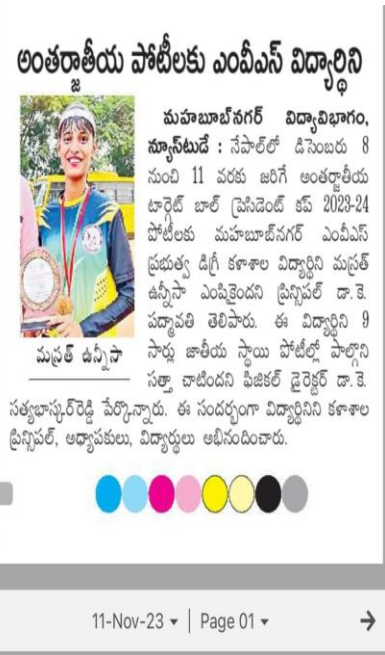 అంతర్జాతీయ పోటీలకు ఎంవీఎస్ విద్యార్థిని
మహబూబ్‌నగర్ విద్యావిభాగం,
న్యూస్‌టుడే : నేపాల్‌లో డిసెంబరు 8
నుంచి 11 వరకు జరిగే అంతర్జాతీయ
టార్గెట్ బాల్ ప్రెసిడెంట్ కప్ 2023-24
పోటీలకు మహబూబ్‌నగర్ ఎంవీఎస్
ప్రభుత్వ డిగ్రీ కళాశాల విద్యార్థిని మస్రత్
ఉన్నీసా ఎంపికైందని ప్రిన్సిపల్ డా.కె.
పద్మావతి తెలిపారు. ఈ విద్యార్థిని 9
సార్లు జాతీయ స్థాయి పోటీల్లో పాల్గొని
సత్తా చాటిందని ఫిజికల్ డైరెక్టర్ డా.కె.
సత్యభాస్కర్‌రెడ్డి పేర్కొన్నారు. ఈ సందర్భంగా విద్యార్థినిని కళాశాల
ప్రిన్సిపల్, అధ్యాపకులు, విద్యార్థులు అభినందించారు.
మస్రత్ ఉన్నీసా
11-Nov-23
Page 01